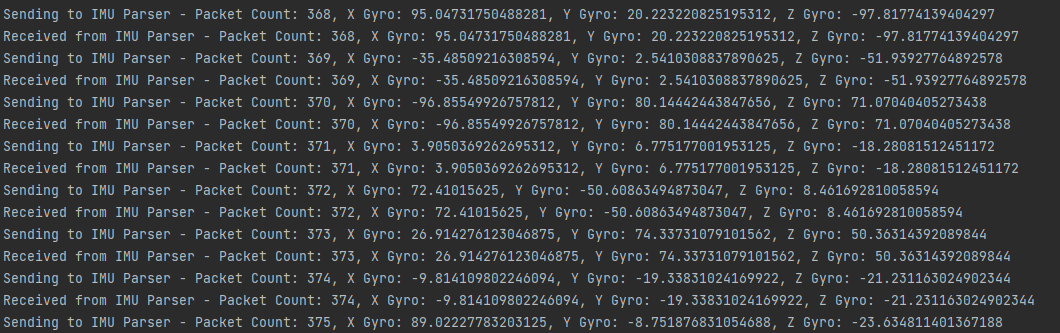 Sending to IMU Parser - Packet Count: 368, X Gyro: 95.04731750488281, Y Gyro: 20.223220825195312, Z Gyro: -97.81774139404297
Received from IMU Parser - Packet Count: 368, X Gyro: 95.04731750488281, Y Gyro: 20.223220825195312, Z Gyro: -97.81774139404297
Sending to IMU Parser - Packet Count: 369, X Gyro: -35.48509216308594, Y Gyro: 2.5410308837890625, Z Gyro: -51.93927764892578
Received from IMU Parser - Packet Count: 369, X Gyro: -35.48509216308594, Y Gyro: 2.5410308837890625, Z Gyro: -51.93927764892578
Sending to IMU Parser - Packet Count: 370, X Gyro: -96.85549926757812, Y Gyro: 80.14442443847656, Z Gyro: 71.07040405273438
Received from IMU Parser - Packet Count: 370, X Gyro: -96.85549926757812, Y Gyro: 80.14442443847656, Z Gyro: 71.07040405273438
Sending to IMU Parser - Packet Count: 371, X Gyro: 3.9050369262695312, Y Gyro: 6.775177001953125, Z Gyro: -18.28081512451172
Received from IMU Parser - Packet Count: 371, X Gyro: 3.9050369262695312, Y Gyro: 6.775177001953125, Z Gyro: -18.28081512451172
Sending to IMU Parser - Packet Count: 372, X Gyro: 72.41015625, Y Gyro: -50.60863494873047, Z Gyro: 8.461692810058594
Received from IMU Parser - Packet Count: 372, X Gyro: 72.41015625, Y Gyro: -50.60863494873047, Z Gyro: 8.461692810058594
Sending to IMU Parser - Packet Count: 373, X Gyro: 26.914276123046875, Y Gyro: 74.33731079101562, Z Gyro: 50.36314392089844
Received from IMU Parser - Packet Count: 373, X Gyro: 26.914276123046875, Y Gyro: 74.33731079101562, Z Gyro: 50.36314392089844
Sending to IMU Parser - Packet Count: 374, X Gyro: -9.814109802246094, Y Gyro: -19.33831024169922, Z Gyro: -21.231163024902344
Received from IMU Parser - Packet Count: 374, X Gyro: -9.814109802246094, Y Gyro: -19.33831024169922, Z Gyro: -21.231163024902344
Sending to IMU Parser - Packet Count: 375, X Gyro: 89.02227783203125, Y Gyro: -8.751876831054688, Z Gyro: -23.634811401367188